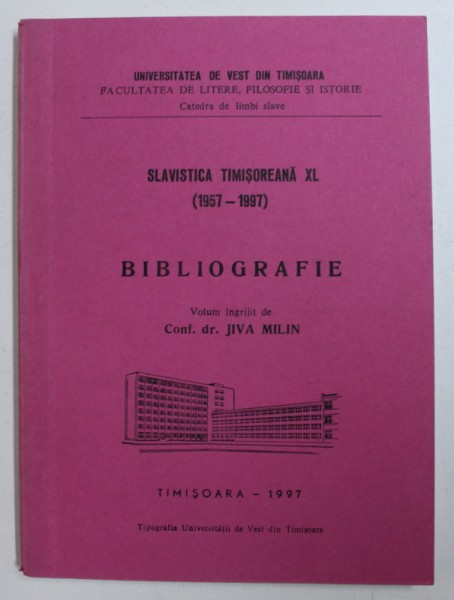 UNIVERSITATEA DE VEST DIN TIMIȘOARA
FACULTATEA DE LITERE, FILOSOFIE ȘI ISTORIE
Catedra de limbi slave
SLAVISTICA TIMIȘOREANĂ XL
(1957 – 1997)
BIBLIOGRAFIE
Volum îngrijit de
Conf. dr. JIVA MILIN
TIMIȘOARA – 1997
Tipografia Universității de Vest din Timișoara